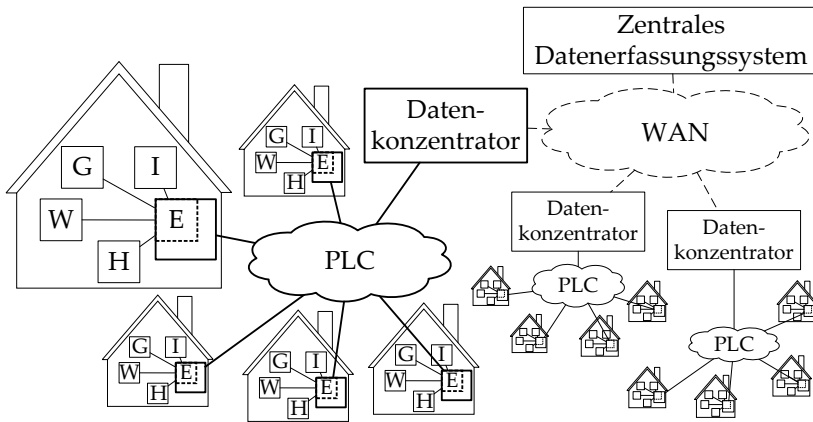 Zentrales
Datenerfassungssystem
Daten-
konzentrator
WAN
G
I
W
E
H
G
I
W
E
H
Daten-
konzentrator
Daten-
konzentrator
PLC
PLC
PLC
G
I
W
E
H
G
I
W
E
H
G
I
W
E
H